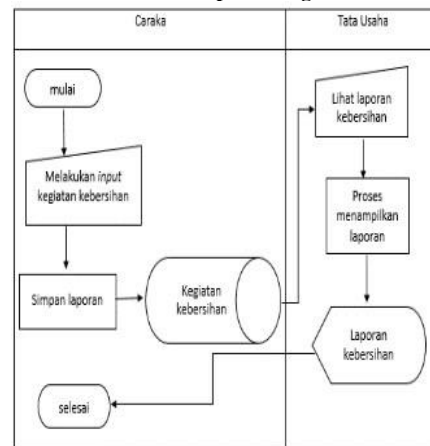 Caraka
Tata Usaha
mulai
Melakukan input
kegiatan kebersihan
Simpan laporan
Kegiatan
kebersihan
Lihat laporan
kebersihan
Proses
menampilkan
laporan
Laporan
kebersihan
selesai